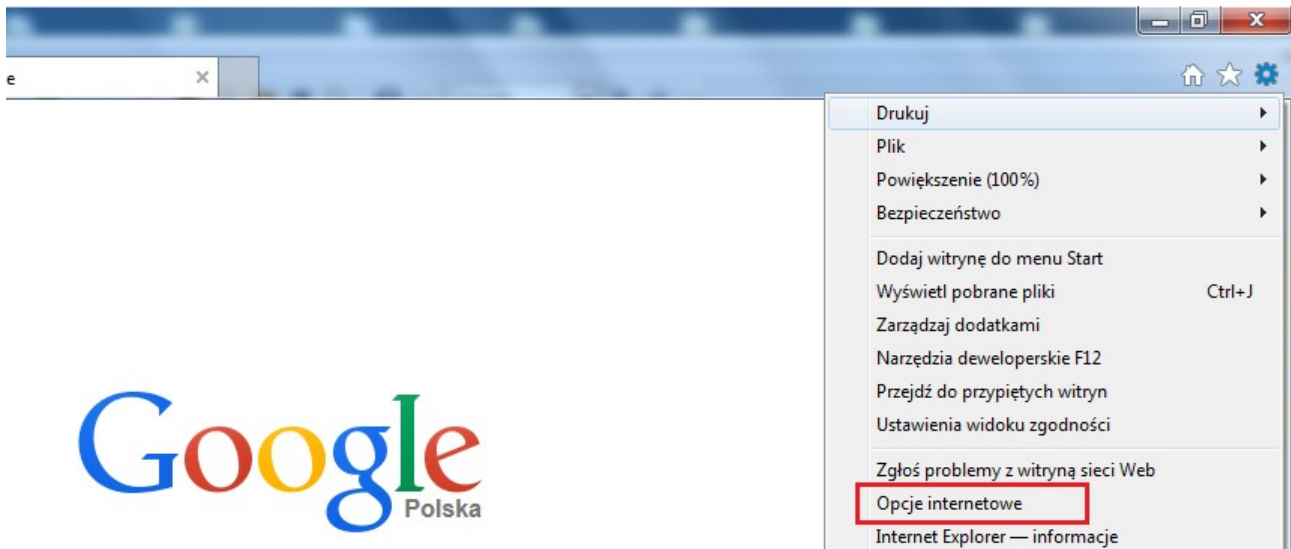 e
Drukuj
Plik
Powiększenie (100%)
Bezpieczeństwo
Dodaj witrynę do menu Start
Wyświetl pobrane pliki Ctrl+J
Zarządzaj dodatkami
Narzędzia deweloperskie F12
Przejdź do przypiętych witryn
Ustawienia widoku zgodności
Zgłoś problemy z witryną sieci Web
Opcje internetowe
Internet Explorer — informacje
Google
Polska